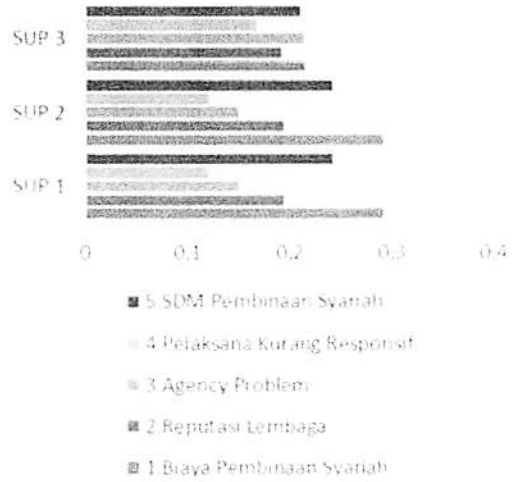 SUP 3
SUP 2
SUP 1
0 0,1 0,2 0,3 0,4
5 SDM Pembinaan Syariah
4 Pelaksana Kurang Responsif
3 Agency Problem
2 Reputasi Lembaga
1 Biaya Pembinaan Syariah